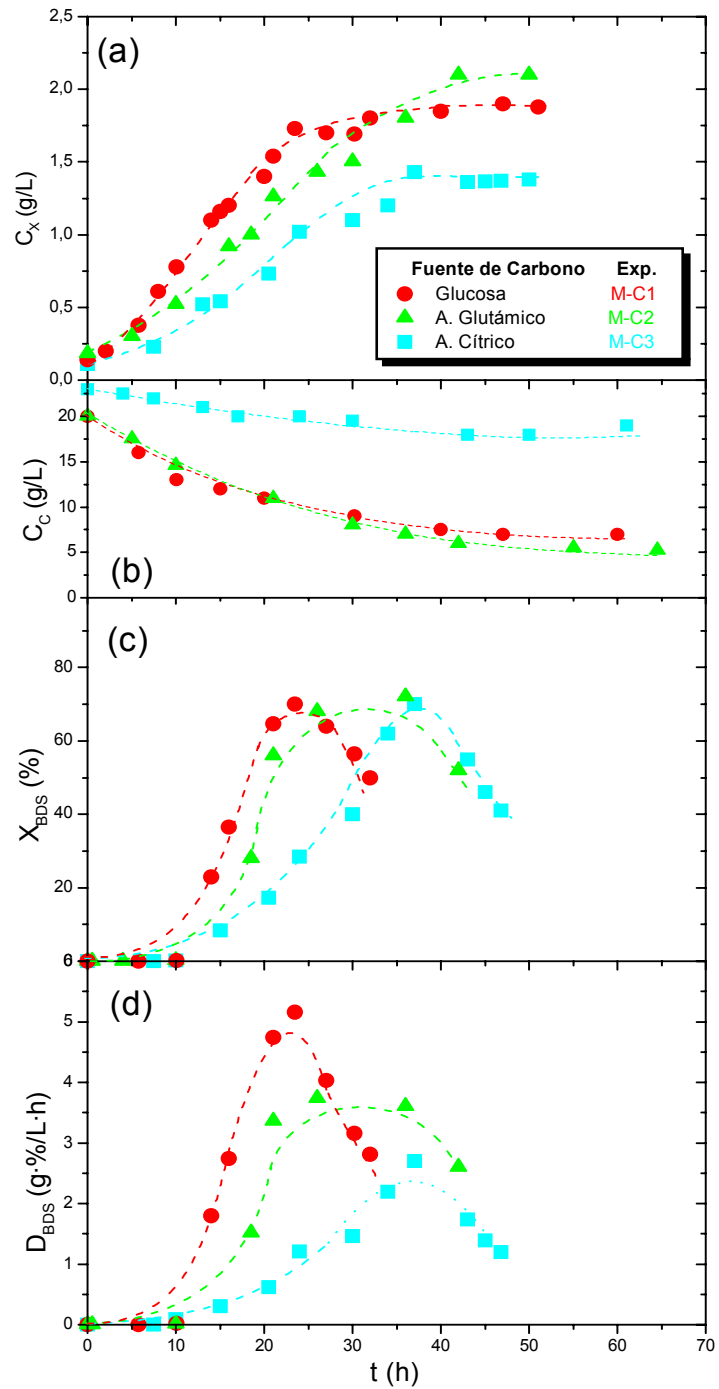 (a)
2,5
2,0
1,5
1,0
0,5
0,0
C_X (g/L)
Fuente de Carbono Exp.
Glucosa M-C1
A. Glutámico M-C2
A. Cítrico M-C3
(b)
20
15
10
5
0
C_C (g/L)
(c)
80
60
40
20
X_BDS (%)
(d)
6
5
4
3
2
1
0
D_BDS (g·%/L·h)
0 10 20 30 40 50 60 70
t (h)